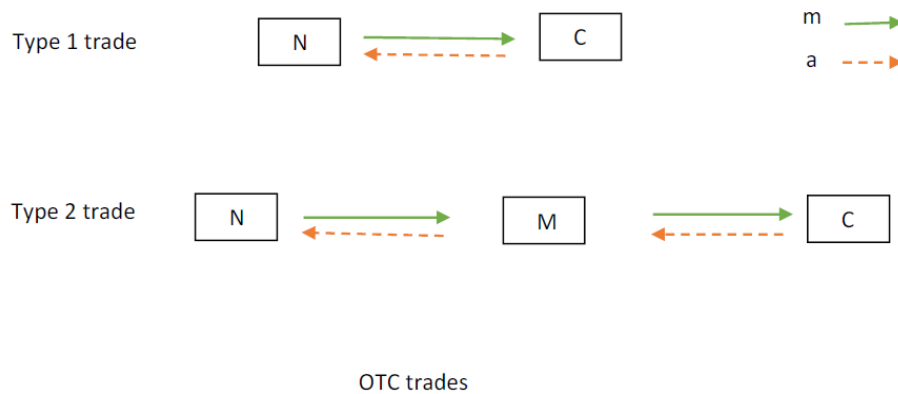 Type 1 trade N C m
a
Type 2 trade N M C
OTC trades